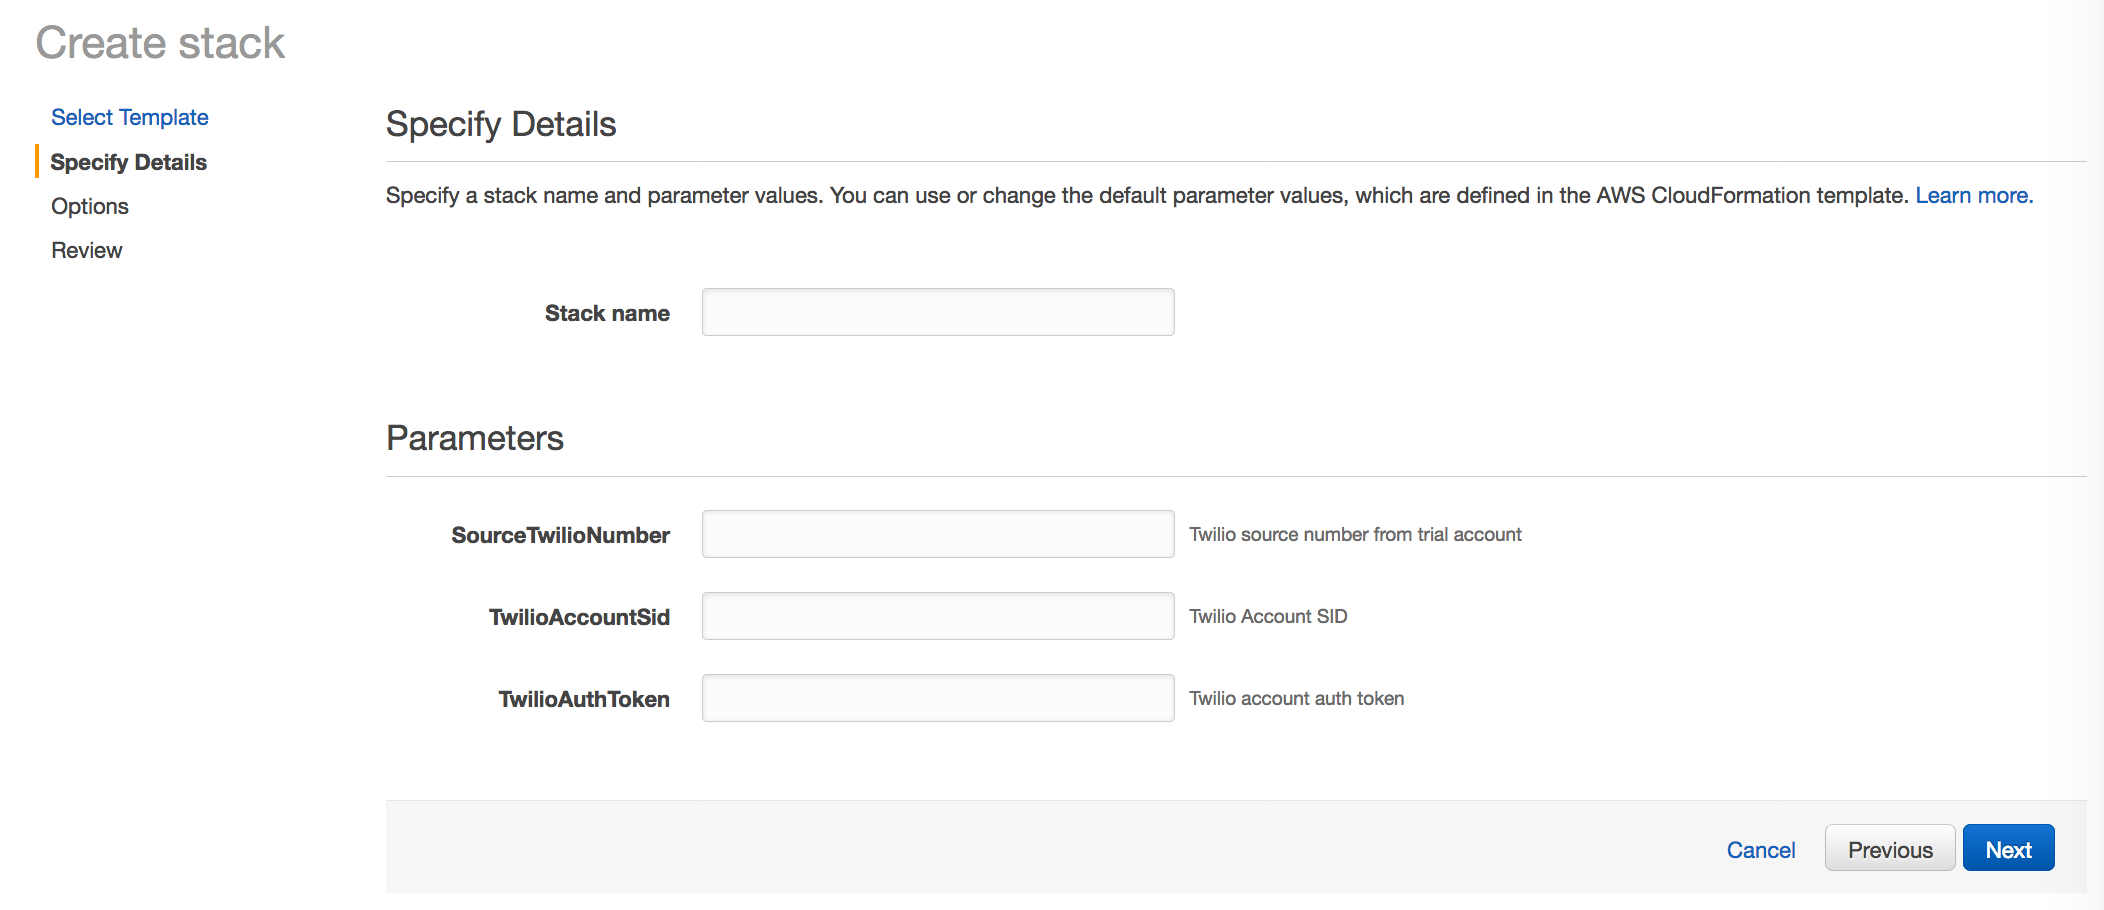 Create stack
Select Template
Specify Details
Options
Review
Specify Details
Specify a stack name and parameter values. You can use or change the default parameter values, which are defined in the AWS CloudFormation template. Learn more.
Stack name
Parameters
SourceTwilioNumber Twilio source number from trial account
TwilioAccountSid Twilio Account SID
TwilioAuthToken Twilio account auth token
Cancel Previous Next